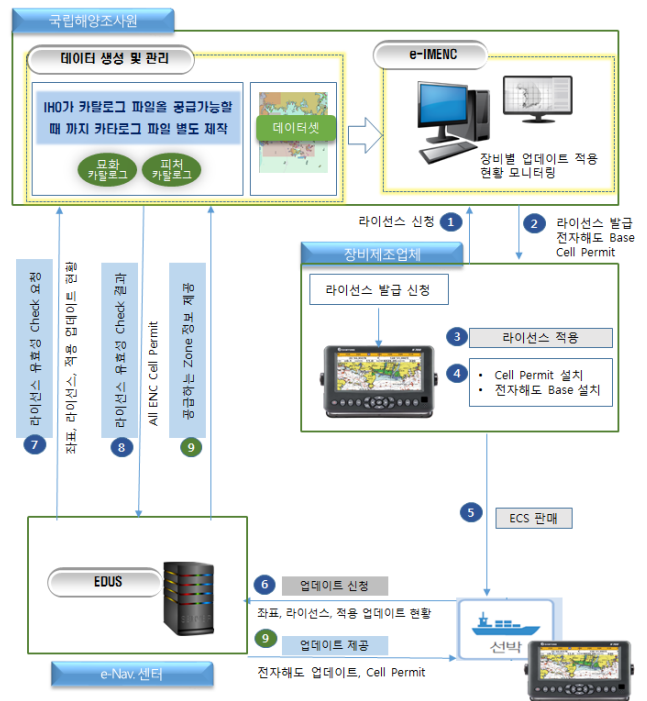 국립해양조사원
데이터 생성 및 관리
IHO가 카탈로그 파일을 공급가능할
때 까지 카타로그 파일 별도 제작
묘화
카탈로그
피처
카탈로그
데이터셋
e-IMENC
장비별 업데이트 적용
현황 모니터링
라이선스 신청
1
2
라이선스 발급
전자해도 Base
Cell Permit
장비제조업체
라이선스 발급 신청
3
라이선스 적용
4
• Cell Permit 설치
• 전자해도 Base 설치
7
라이선스 유효성 Check 요청
좌표, 라이선스, 적용 업데이트 현황
8
라이선스 유효성 Check 결과
All ENC Cell Permit
9
공급하는 Zone 정보 제공
5
ECS 판매
EDUS
e-Nav. 센터
6
업데이트 신청
좌표, 라이선스, 적용 업데이트 현황
9
업데이트 제공
전자해도 업데이트, Cell Permit
선박